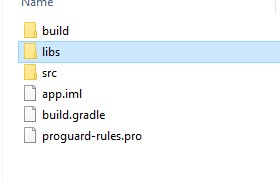 Name
build
libs
src
app.iml
build.gradle
proguard-rules.pro